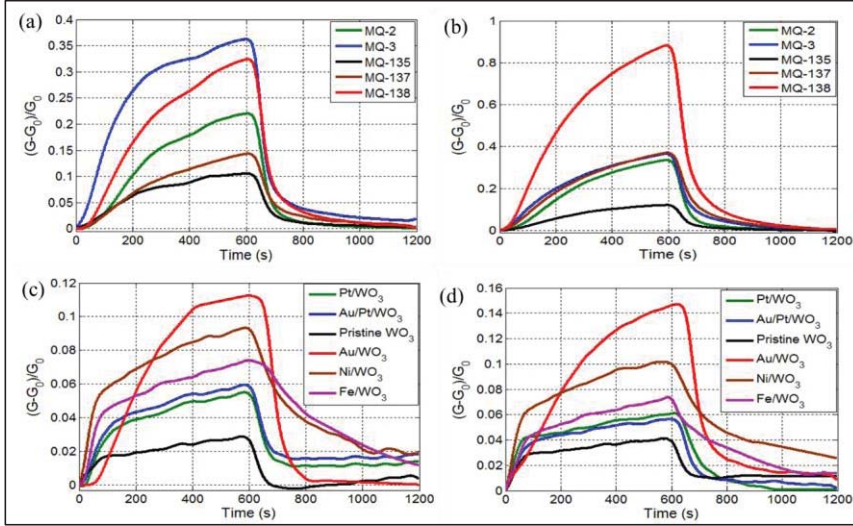 (a)
0.4
0.35
0.3
0.25
0.2
0.15
0.1
0.05
0
(G-G0)/G0
MQ-2
MQ-3
MQ-135
MQ-137
MQ-138
0 200 400 600 800 1000 1200
Time (s)
(b)
1
0.8
0.6
0.4
0.2
0
(G-G0)/G0
MQ-2
MQ-3
MQ-135
MQ-137
MQ-138
0 200 400 600 800 1000 1200
Time (s)
(c)
0.12
0.1
0.08
0.06
0.04
0.02
0
(G-G0)/G0
Pt/WO3
Au/Pt/WO3
Pristine WO3
Au/WO3
Ni/WO3
Fe/WO3
0 200 400 600 800 1000 1200
Time (s)
(d)
0.16
0.14
0.12
0.1
0.08
0.06
0.04
0.02
0
(G-G0)/G0
Pt/WO3
Au/Pt/WO3
Pristine WO3
Au/WO3
Ni/WO3
Fe/WO3
0 200 400 600 800 1000 1200
Time (s)